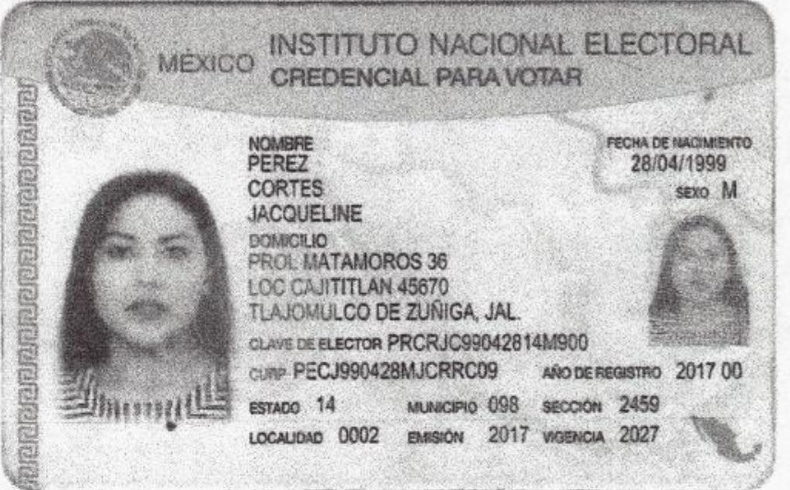 MÉXICO INSTITUTO NACIONAL ELECTORAL
CREDENCIAL PARA VOTAR
NOMBRE
PEREZ
CORTES
JACQUELINE
FECHA DE NACIMIENTO
28/04/1999
SEXO M
DOMICILIO
PROL MATAMOROS 36
LOC CAJITITLAN 45670
TLAJOMULCO DE ZUÑIGA, JAL.
CLAVE DE ELECTOR PRCRJC99042814M900
CURP PECJ990428MJCRRC09 AÑO DE REGISTRO 2017 00
ESTADO 14 MUNICIPIO 098 SECCIÓN 2459
LOCALIDAD 0002 EMISIÓN 2017 VIGENCIA 2027